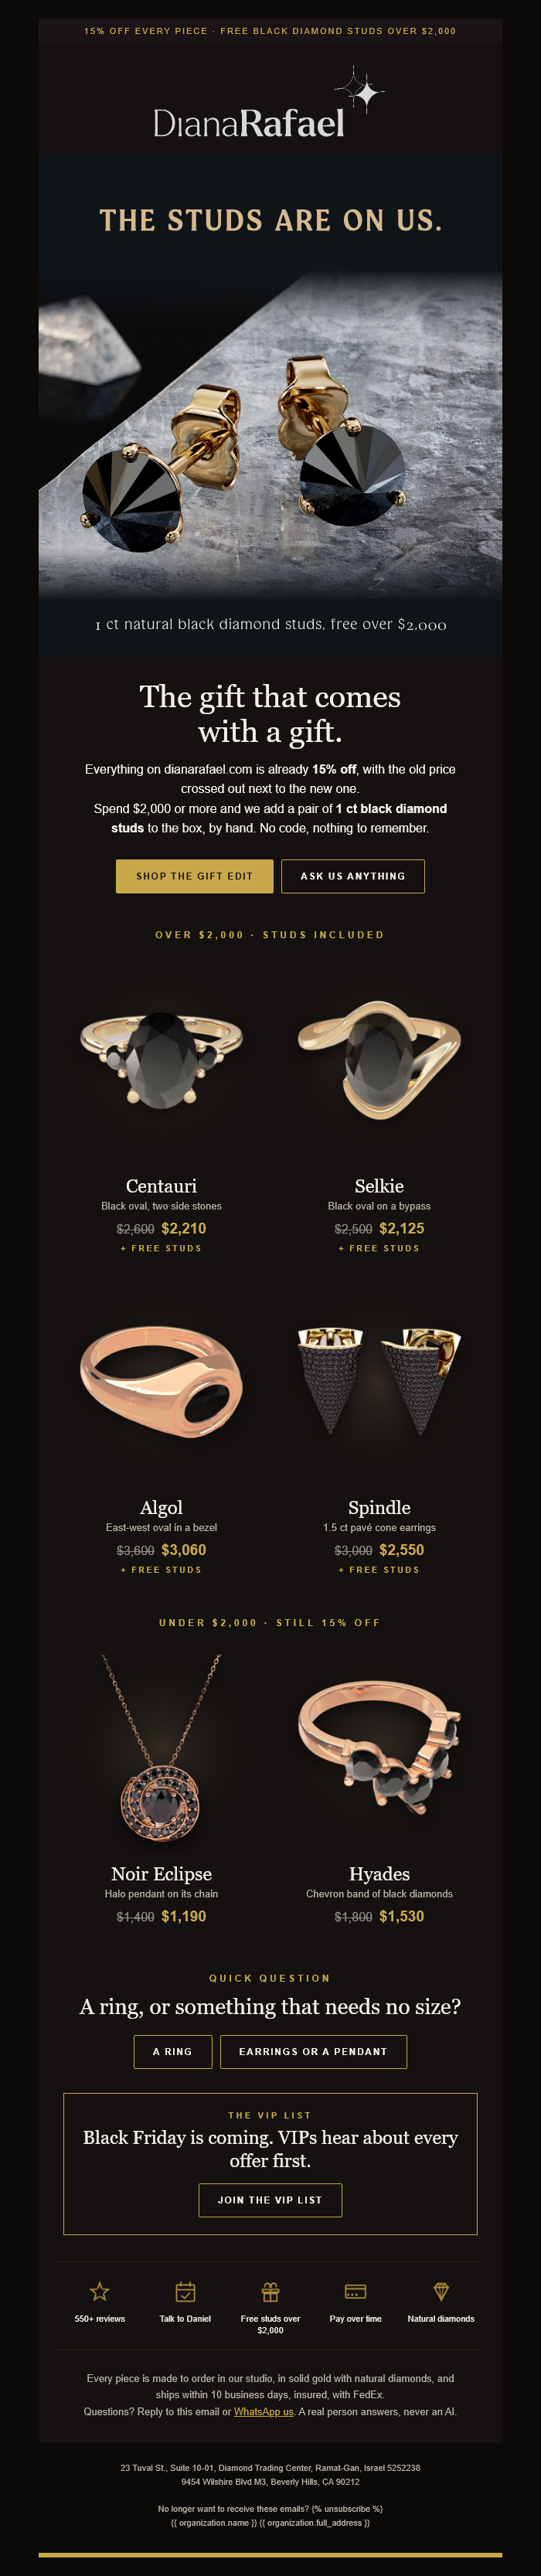 15% OFF EVERY PIECE · FREE BLACK DIAMOND STUDS OVER $2,000
DianaRafael
THE STUDS ARE ON US.
1 ct natural black diamond studs, free over $2,000
The gift that comes
with a gift.
Everything on dianarafael.com is already 15% off, with the old price
crossed out next to the new one.
Spend $2,000 or more and we add a pair of 1 ct black diamond
studs to the box, by hand. No code, nothing to remember.
SHOP THE GIFT EDIT
ASK US ANYTHING
OVER $2,000 · STUDS INCLUDED
Centauri
Black oval, two side stones
$2,600 $2,210
+ FREE STUDS
Selkie
Black oval on a bypass
$2,500 $2,125
+ FREE STUDS
Algol
East-west oval in a bezel
$3,600 $3,060
+ FREE STUDS
Spindle
1.5 ct pavé cone earrings
$3,000 $2,550
+ FREE STUDS
UNDER $2,000 · STILL 15% OFF
Noir Eclipse
Halo pendant on its chain
$1,400 $1,190
Hyades
Chevron band of black diamonds
$1,800 $1,530
QUICK QUESTION
A ring, or something that needs no size?
A RING
EARRINGS OR A PENDANT
THE VIP LIST
Black Friday is coming. VIPs hear about every
offer first.
JOIN THE VIP LIST
550+ reviews
Talk to Daniel
Free studs over
$2,000
Pay over time
Natural diamonds
Every piece is made to order in our studio, in solid gold with natural diamonds, and
ships within 10 business days, insured, with FedEx.
Questions? Reply to this email or WhatsApp us. A real person answers, never an AI.
23 Tuval St., Suite 10-01, Diamond Trading Center, Ramat-Gan, Israel 5252238
9454 Wilshire Blvd M3, Beverly Hills, CA 90212
No longer want to receive these emails? {% unsubscribe %}
{{ organization.name }} {{ organization.full_address }}